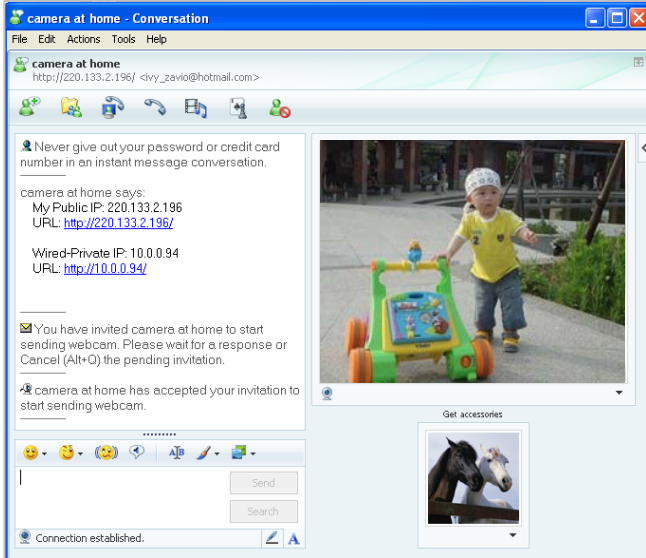 camera at home - Conversation
File Edit Actions Tools Help
camera at home
http://220.133.2.196/ <ivy_zavio@hotmail.com>
Never give out your password or credit card
number in an instant message conversation.
camera at home says:
My Public IP: 220.133.2.196
URL: http://220.133.2.196/
Wired-Private IP: 10.0.0.94
URL: http://10.0.0.94/
You have invited camera at home to start
sending webcam. Please wait for a response or
Cancel (Alt+Q) the pending invitation.
camera at home has accepted your invitation to
start sending webcam.
Get accessories
Send
Search
Connection established.
A